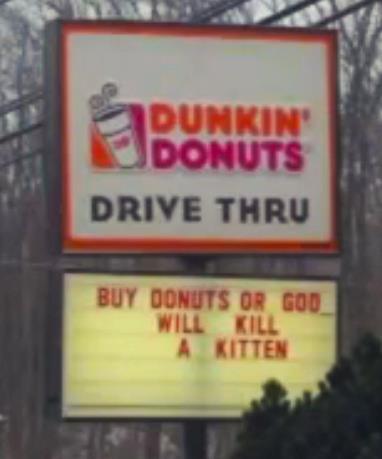 DUNKIN'
DONUTS
DRIVE THRU
BUY DONUTS OR GOD
WILL KILL
A KITTEN